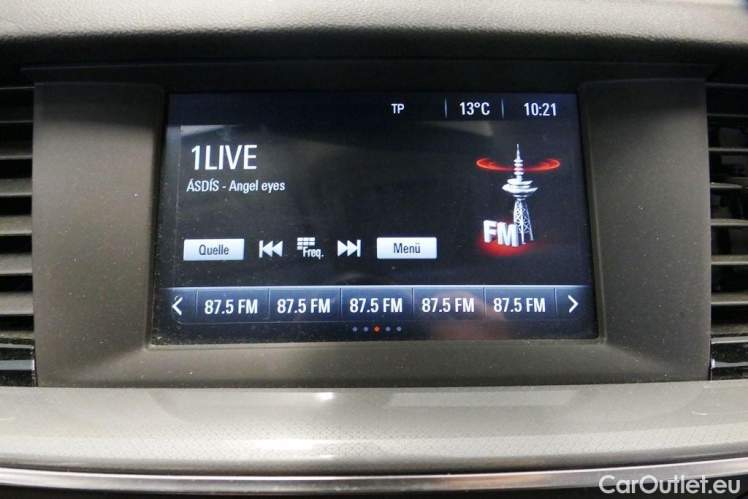 TP 13°C 10:21
1LIVE
ÁSDÍS - Angel eyes
FM
Quelle Freq. Menü
87.5 FM 87.5 FM 87.5 FM 87.5 FM 87.5 FM
CarOutlet.eu